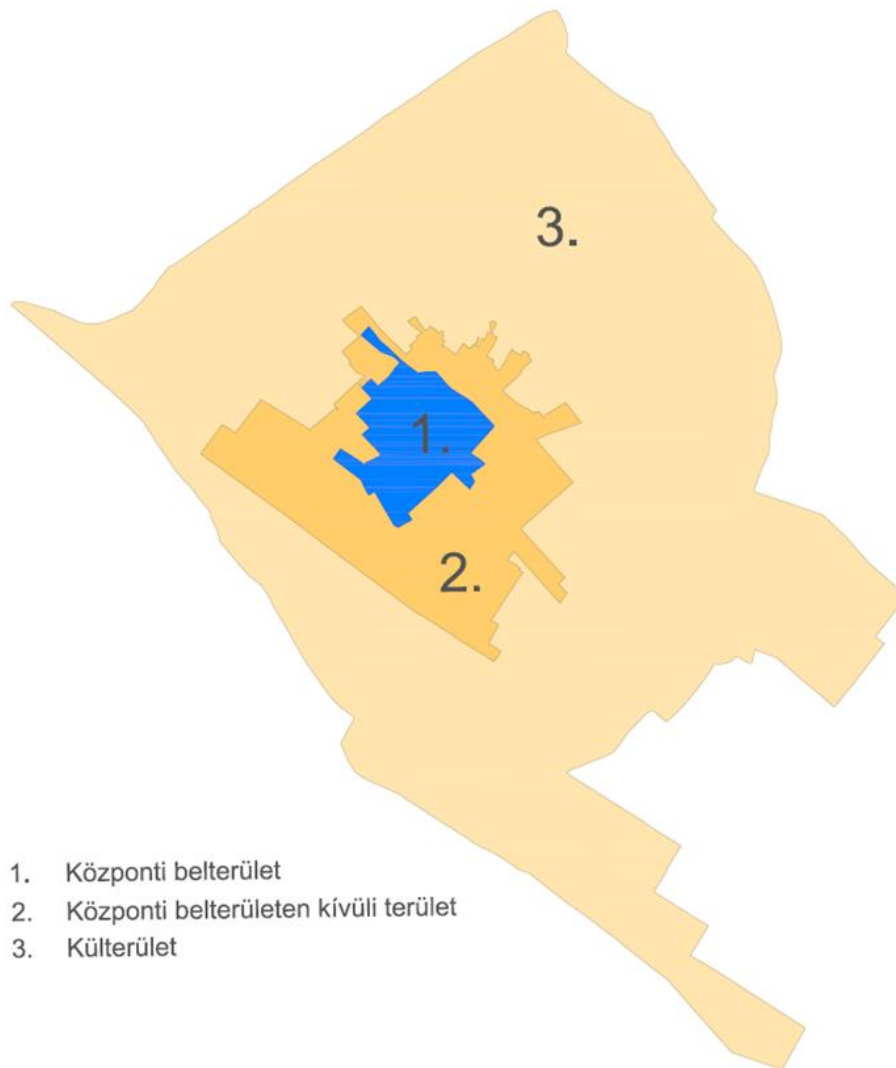 3.
1.
2.
1. Központi belterület
2. Központi belterületen kívüli terület
3. Külterület